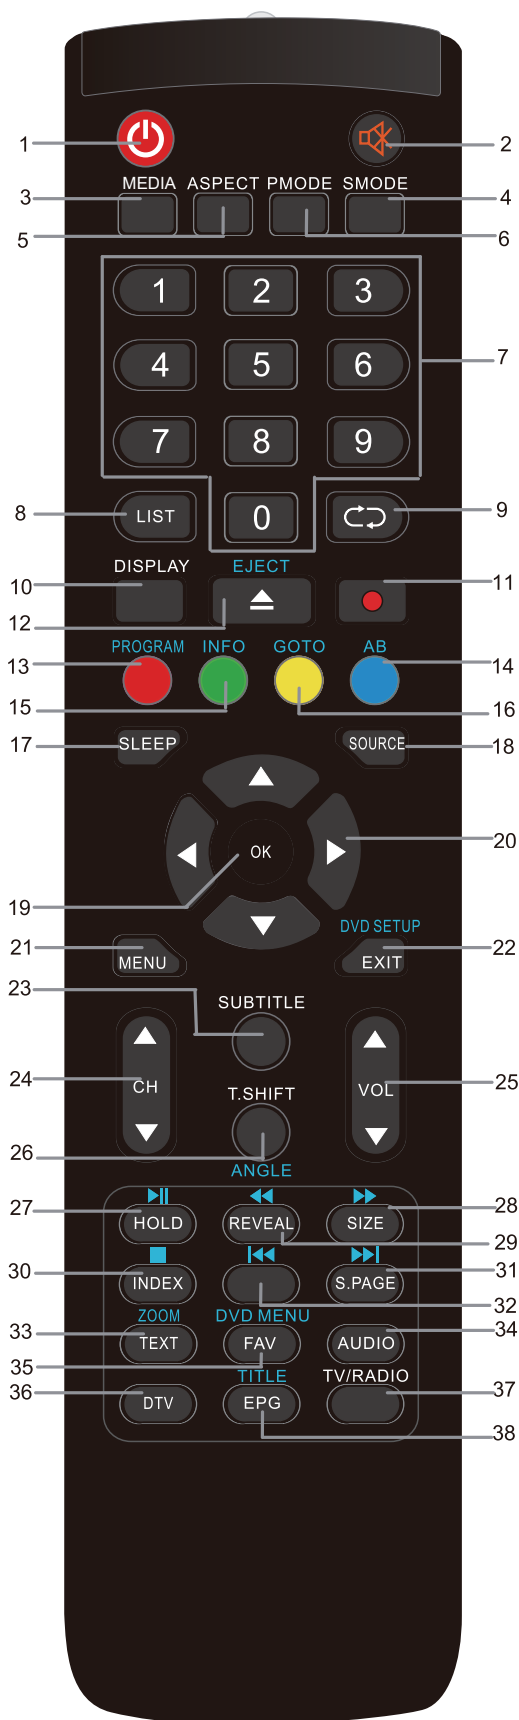 1
2
MEDIA ASPECT PMODE SMODE
3
4
5
6
1 2 3
7
4 5 6
7 8 9
8
LIST
0
9
DISPLAY
EJECT
10
11
12
PROGRAM INFO GOTO AB
13
14
15
16
17
SLEEP
SOURCE
18
OK
20
19
DVD SETUP
21
MENU
EXIT
22
23
SUBTITLE
24
CH
VOL
25
T.SHIFT
26
ANGLE
27
HOLD REVEAL SIZE
28
29
30
INDEX
S.PAGE
31
32
ZOOM DVD MENU
33
TEXT FAV AUDIO
34
35
TITLE
TV/RADIO
36
DTV EPG
37
38